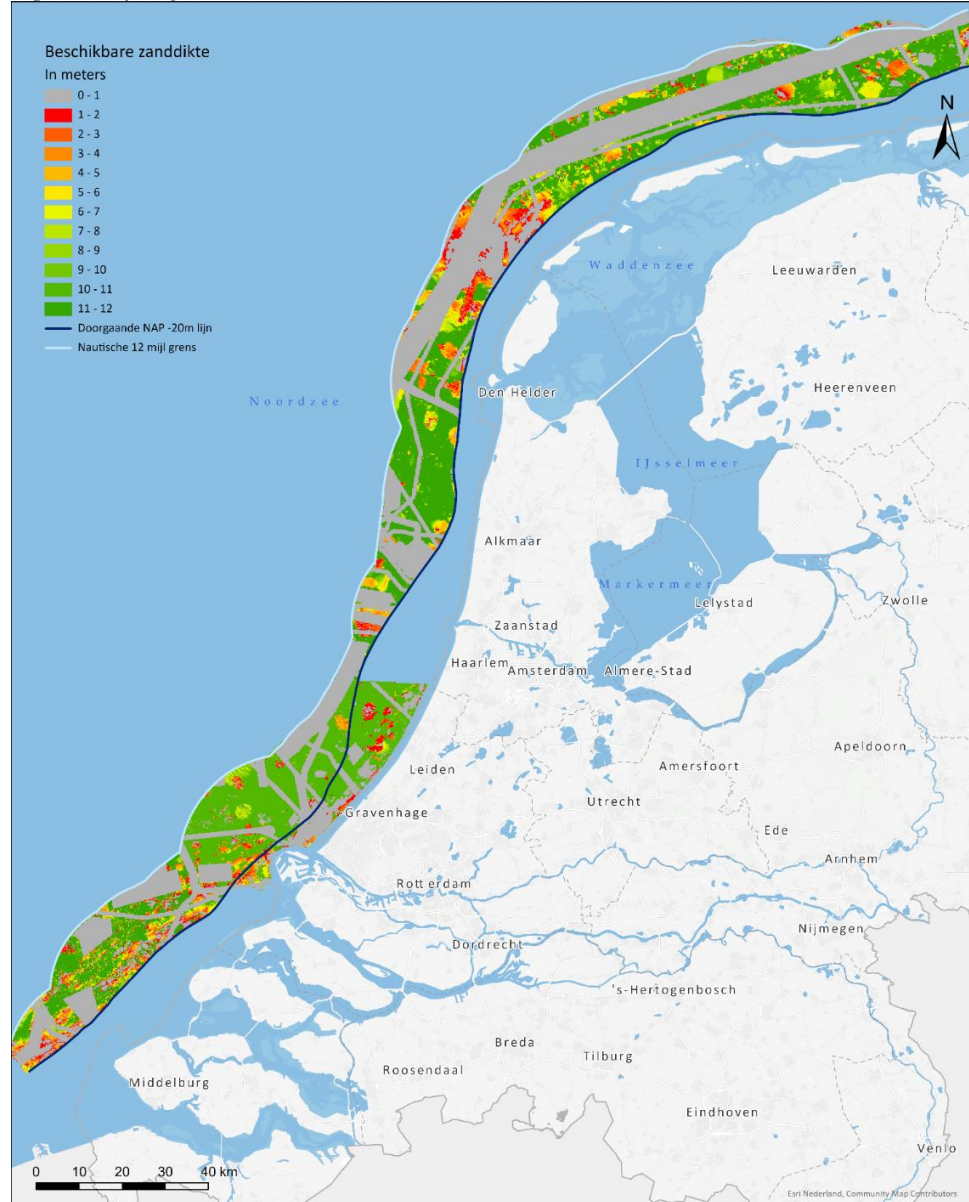 Beschikbare zanddikte
In meters
0 - 1
1 - 2
2 - 3
3 - 4
4 - 5
5 - 6
6 - 7
7 - 8
8 - 9
9 - 10
10 - 11
11 - 12
Doorgaande NAP -20m lijn
Nautische 12 mijl grens
N
Waddenzee
Leeuwarden
Noordzee
Den Helder
Heerenveen
IJsselmeer
Alkmaar
Markermeer
Lelystad
Zwolle
Zaanstad
Haarlem
Amsterdam
Almere-Stad
Apeldoorn
Leiden
Amersfoort
Utrecht
Gravenhage
Ede
Arnhem
Rotterdam
Nijmegen
Dordrecht
's-Hertogenbosch
Breda
Tilburg
Roosendaal
Middelburg
Eindhoven
Venlo
0 10 20 30 40 km
Esri Nederland, Community Map Contributors